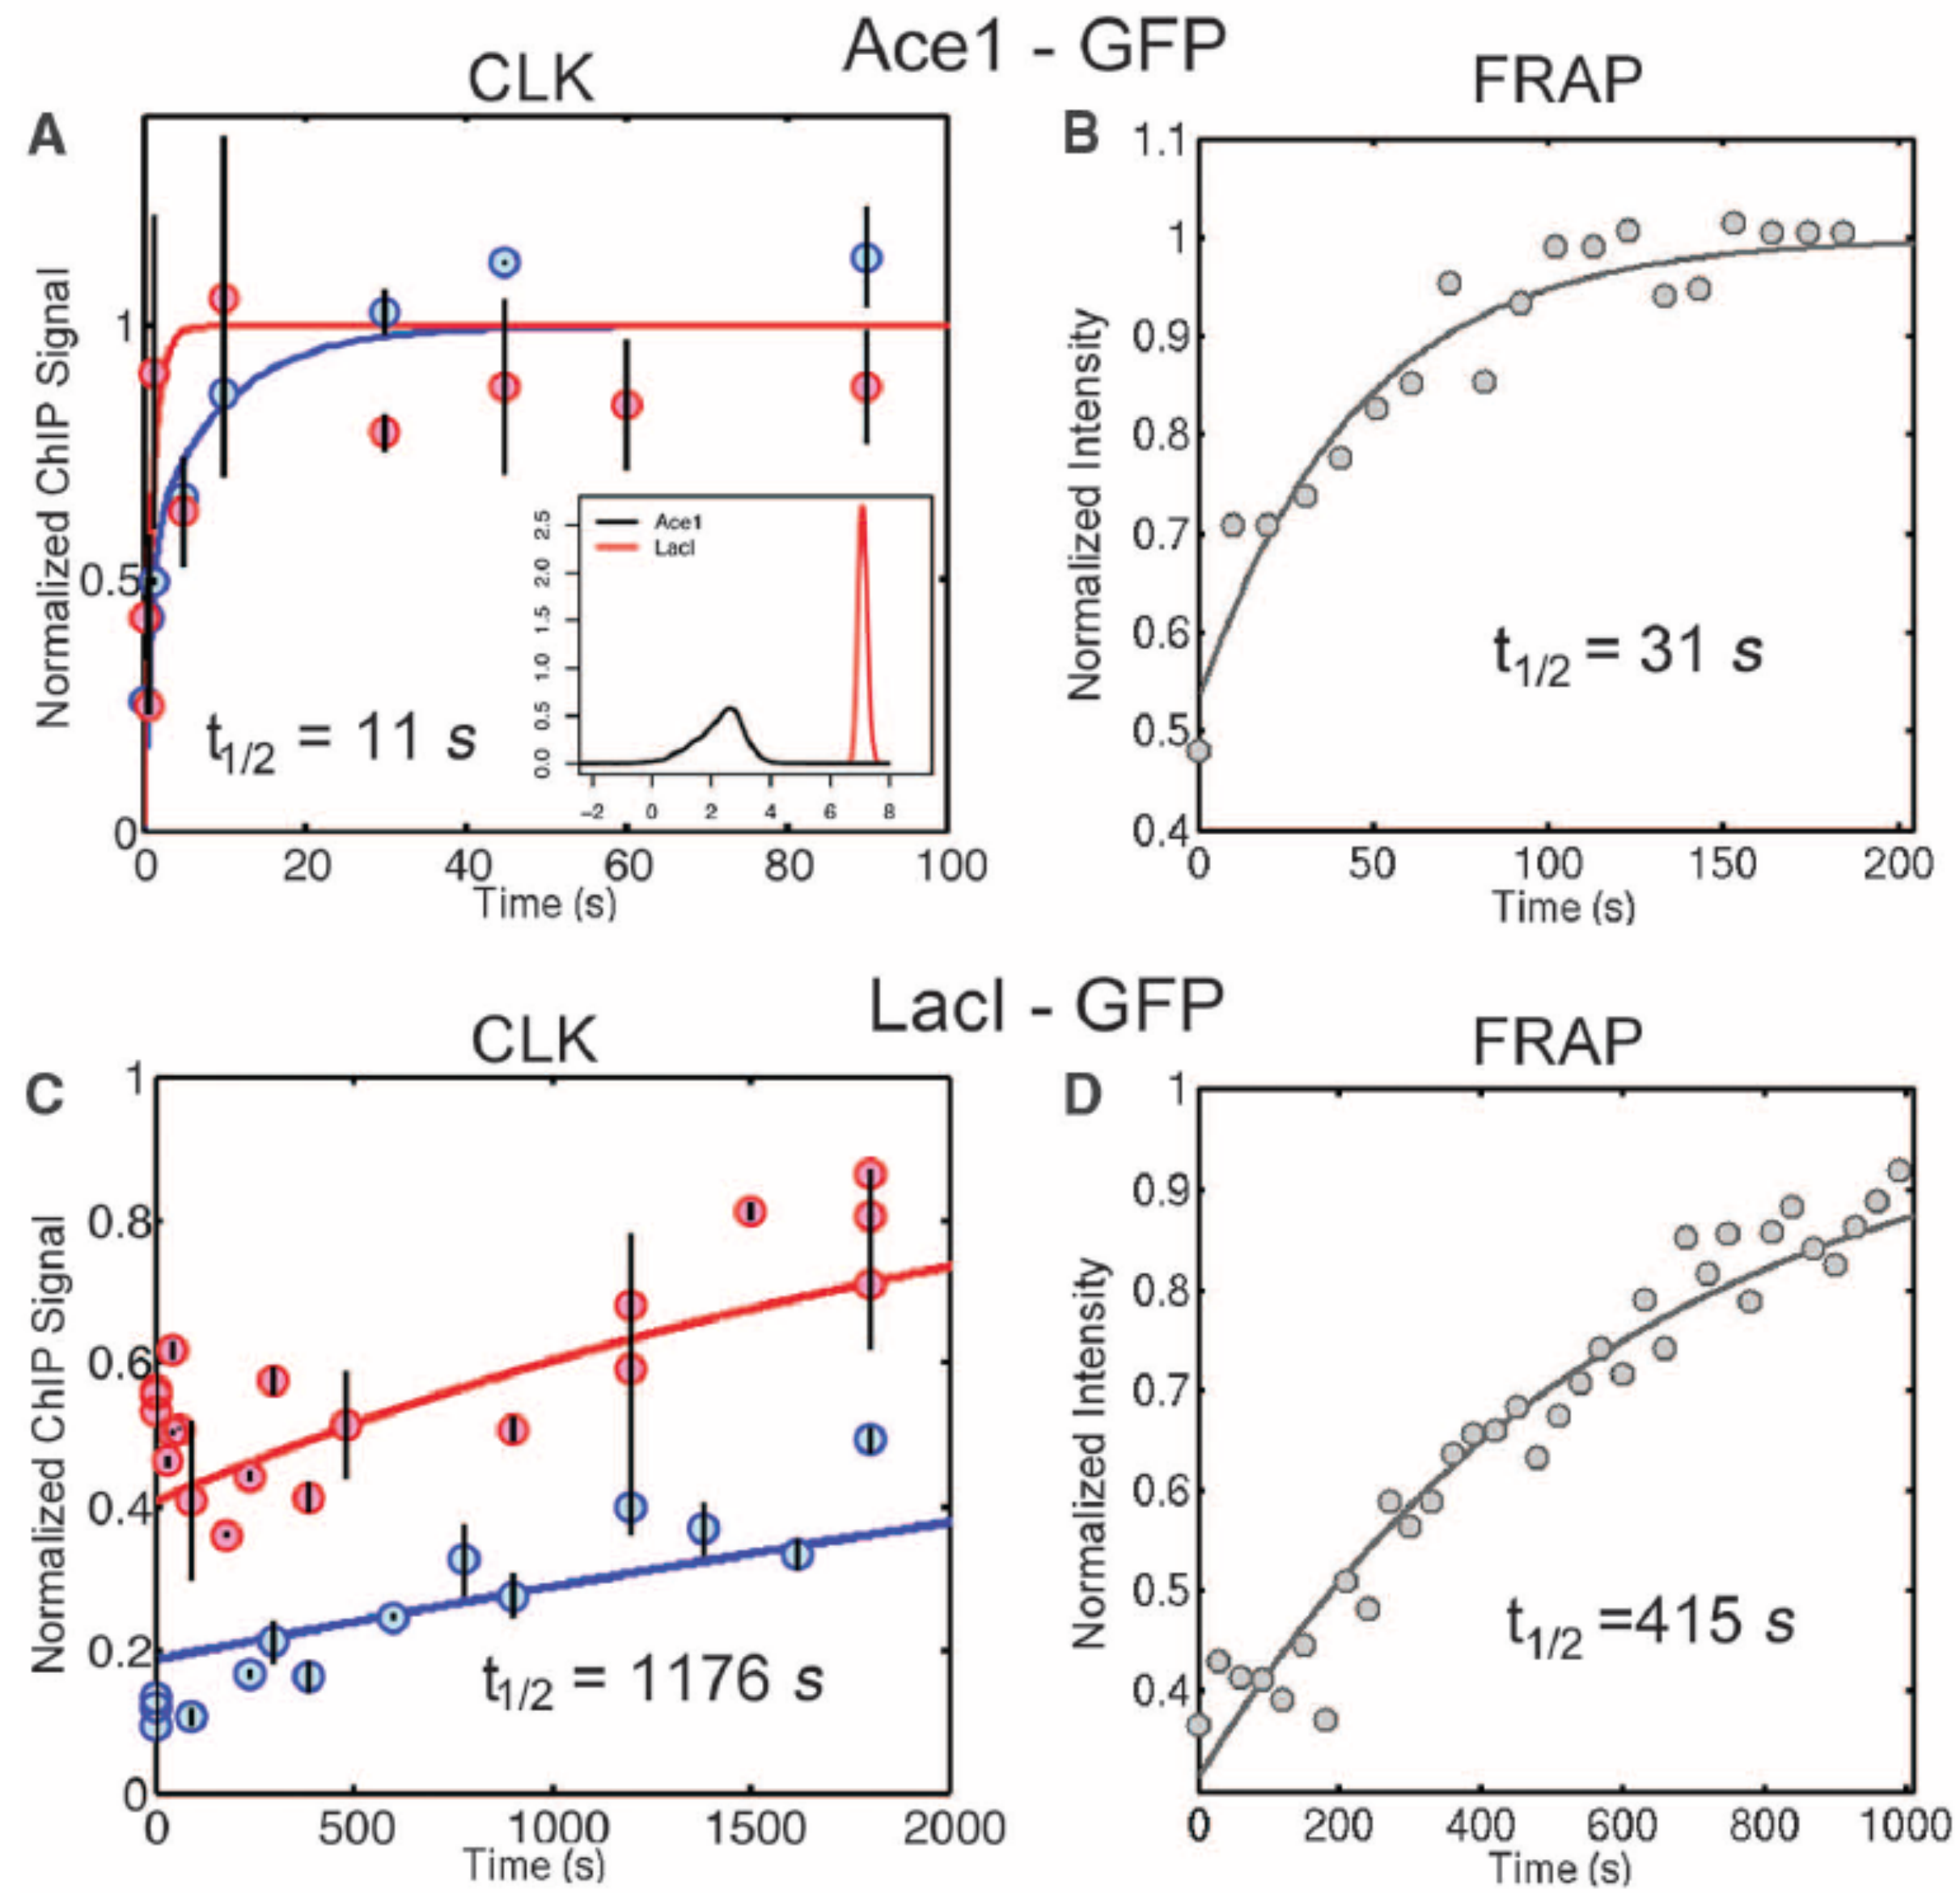 Ace1 - GFP
CLK
FRAP
A
Normalized ChIP Signal
1
0.5
0
0 20 40 60 80 100
Time (s)
t1/2 = 11 s
Ace1
LacI
2.5
2.0
1.5
1.0
0.5
0.0
−2 0 2 4 6 8
B
Normalized Intensity
1.1
1
0.9
0.8
0.7
0.6
0.5
0.4
0 50 100 150 200
Time (s)
t1/2 = 31 s
LacI - GFP
CLK
FRAP
C
Normalized ChIP Signal
1
0.8
0.6
0.4
0.2
0
0 500 1000 1500 2000
Time (s)
t1/2 = 1176 s
D
Normalized Intensity
1
0.9
0.8
0.7
0.6
0.5
0.4
0 200 400 600 800 1000
Time (s)
t1/2 =415 s